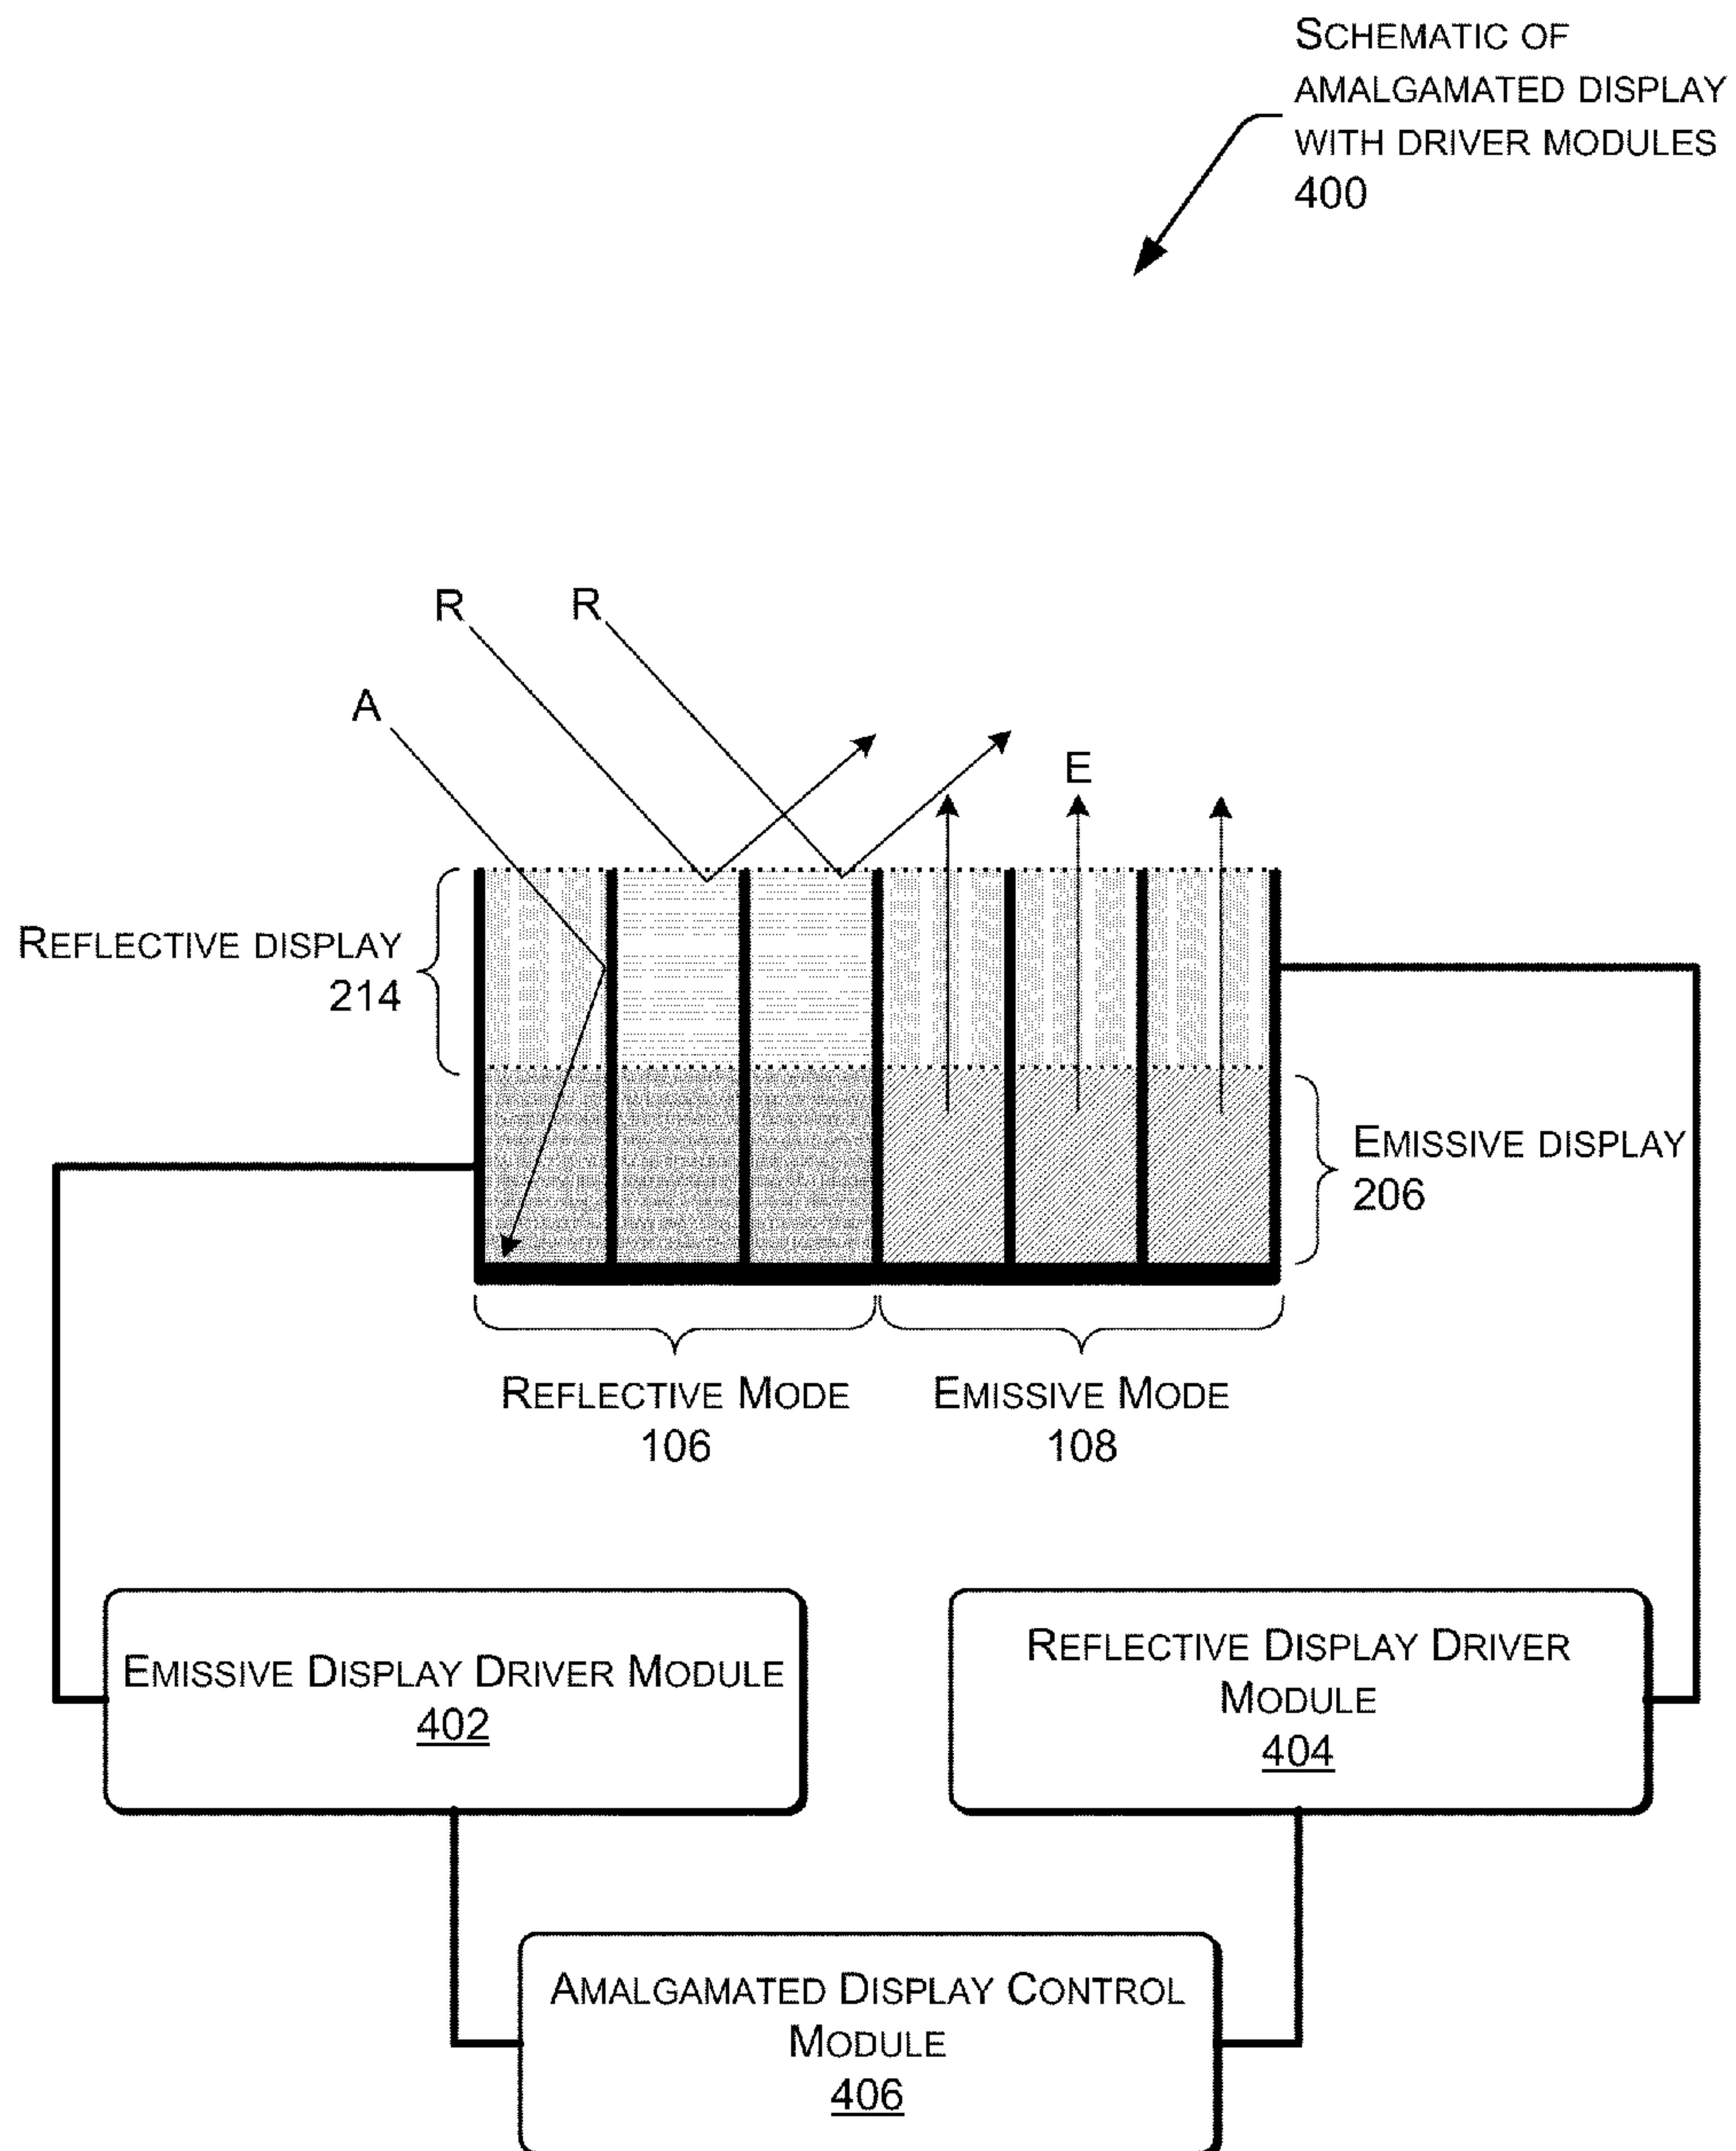 SCHEMATIC OF
AMALGAMATED DISPLAY
WITH DRIVER MODULES
400
R R
A
E
REFLECTIVE DISPLAY
214
EMISSIVE DISPLAY
206
REFLECTIVE MODE
106
EMISSIVE MODE
108
EMISSIVE DISPLAY DRIVER MODULE
402
REFLECTIVE DISPLAY DRIVER
MODULE
404
AMALGAMATED DISPLAY CONTROL
MODULE
406